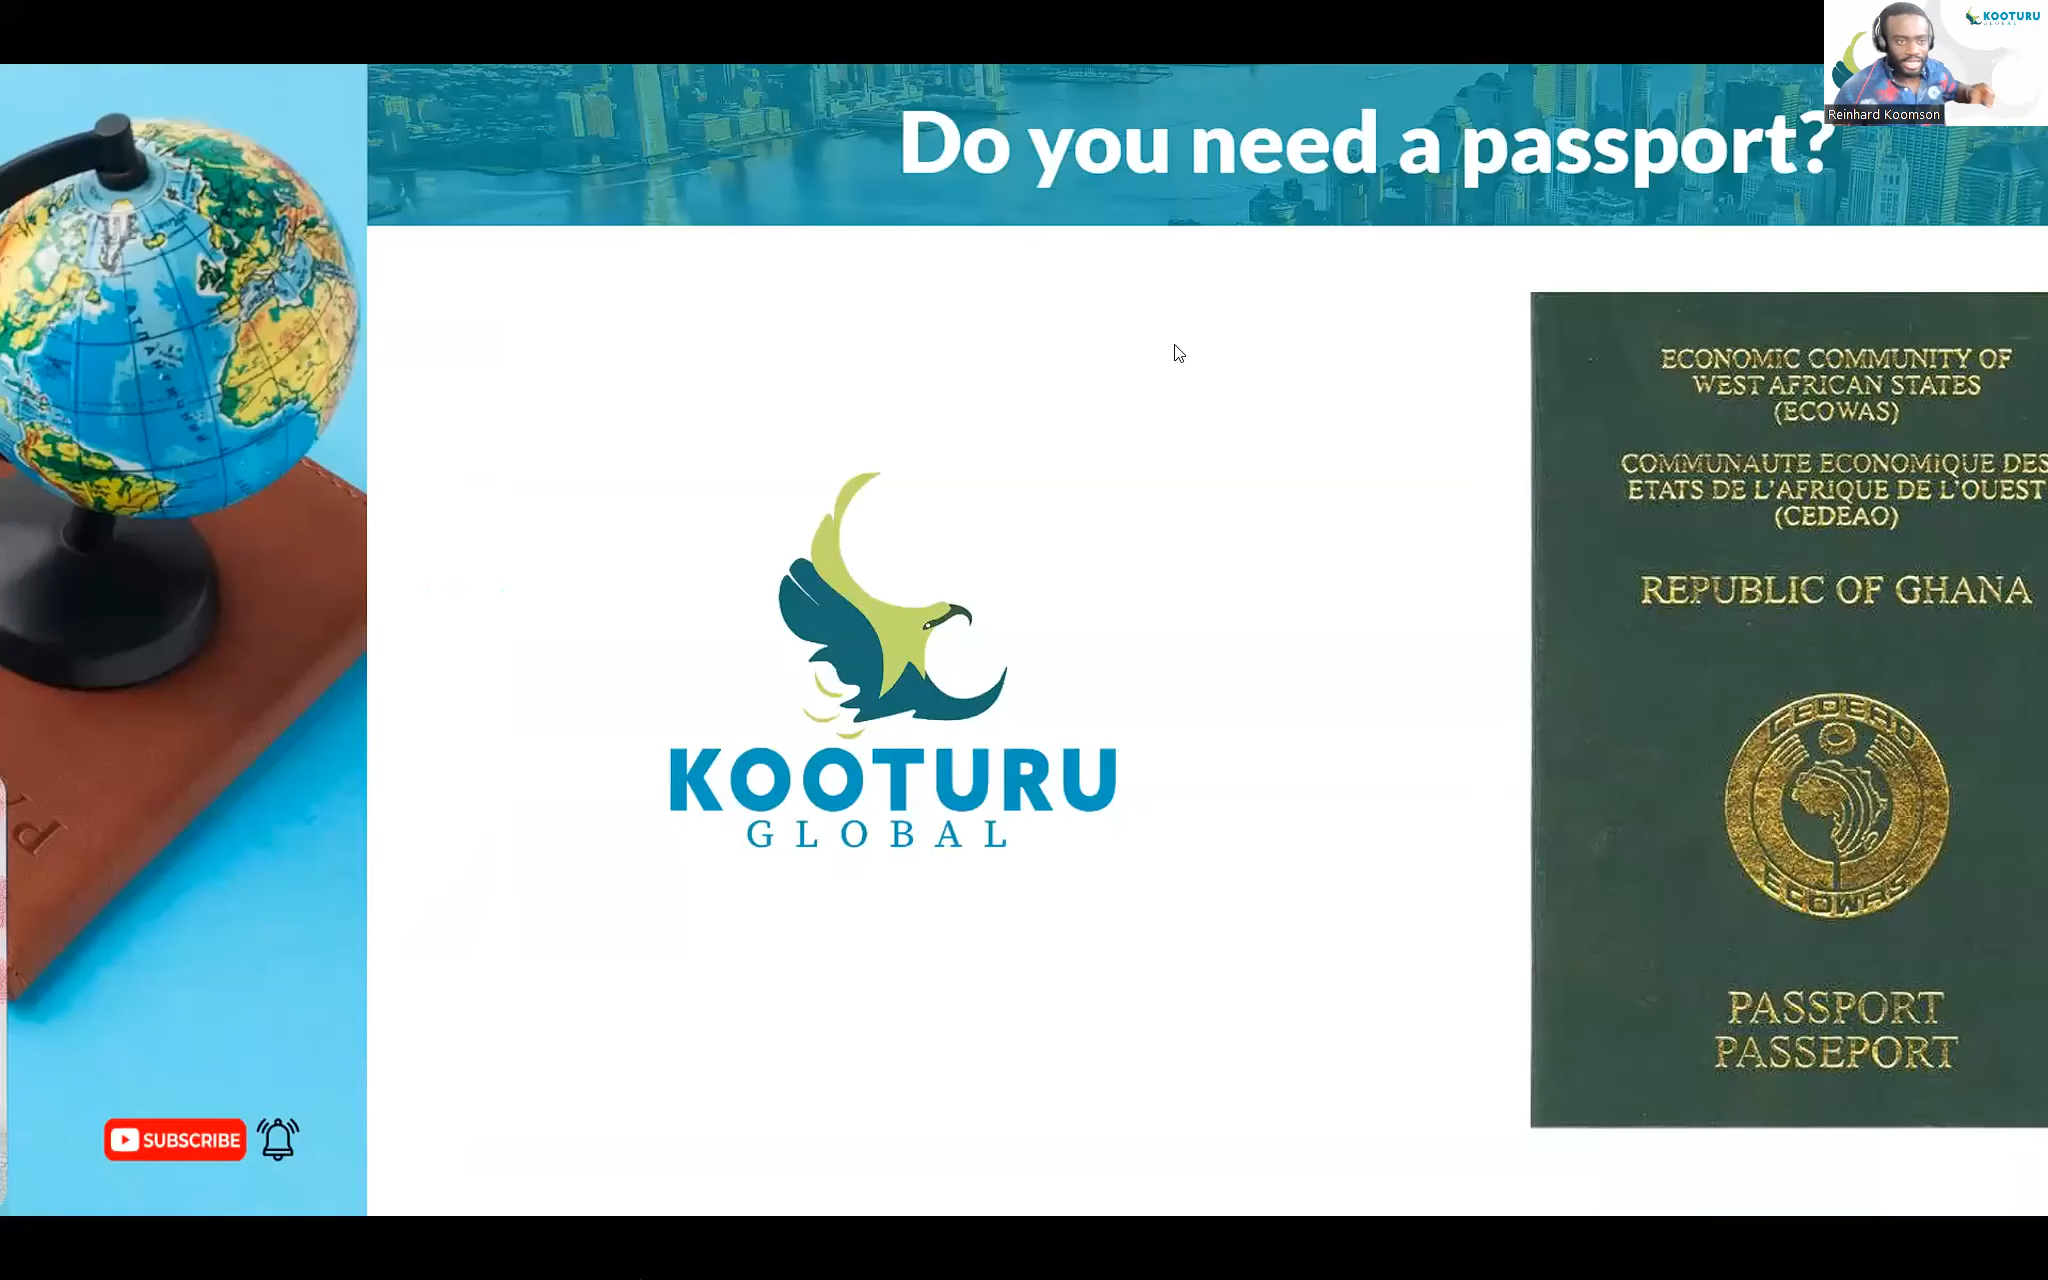 KOOTURU
GLOBAL
Reinhard Koomson
Do you need a passport?
ECONOMIC COMMUNITY OF
WEST AFRICAN STATES
(ECOWAS)
COMMUNAUTE ECONOMIQUE DES
ETATS DE L'AFRIQUE DE L'OUEST
(CEDEAO)
REPUBLIC OF GHANA
CEDEAO
ECOWAS
PASSPORT
PASSEPORT
KOOTURU
GLOBAL
P
SUBSCRIBE